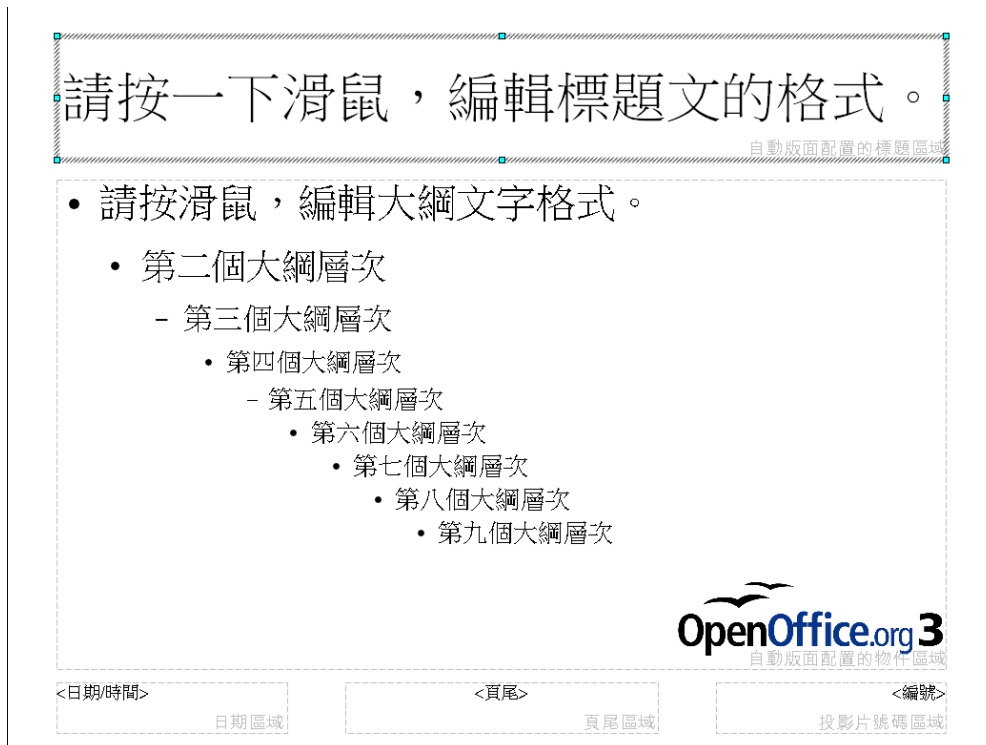 請按一下滑鼠，編輯標題文的格式。
自動版面配置的標題區域
• 請按滑鼠，編輯大綱文字格式。
• 第二個大綱層次
– 第三個大綱層次
• 第四個大綱層次
– 第五個大綱層次
• 第六個大綱層次
• 第七個大綱層次
• 第八個大綱層次
• 第九個大綱層次
OpenOffice.org 3
自動版面配置的物件區域
<日期/時間>
日期區域
<頁尾>
頁尾區域
<編號>
投影片號碼區域